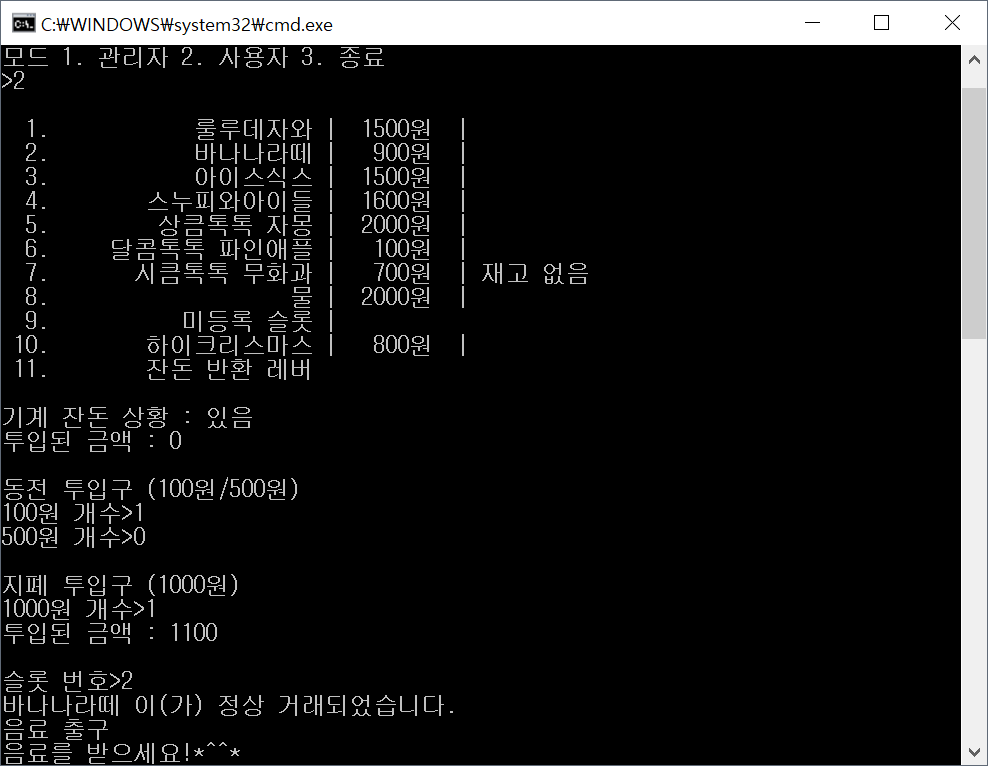 C:₩WINDOWS₩system32₩cmd.exe
모드 1. 관리자 2. 사용자 3. 종료
>2
1. 룰루데자와 | 1500원 |
2. 바나나라떼 | 900원 |
3. 아이스식스 | 1500원 |
4. 스누피와아이들 | 1600원 |
5. 상큼톡톡 자몽 | 2000원 |
6. 달콤톡톡 파인애플 | 100원 |
7. 시큼톡톡 무화과 | 700원 | 재고 없음
8. 물 | 2000원 |
9. 미등록 슬롯 |
10. 하이크리스마스 | 800원 |
11. 잔돈 반환 레버
기계 잔돈 상황 : 있음
투입된 금액 : 0
동전 투입구 (100원/500원)
100원 개수>1
500원 개수>0
지폐 투입구 (1000원)
1000원 개수>1
투입된 금액 : 1100
슬롯 번호>2
바나나라떼 이(가) 정상 거래되었습니다.
음료 출구
음료를 받으세요!*^^*